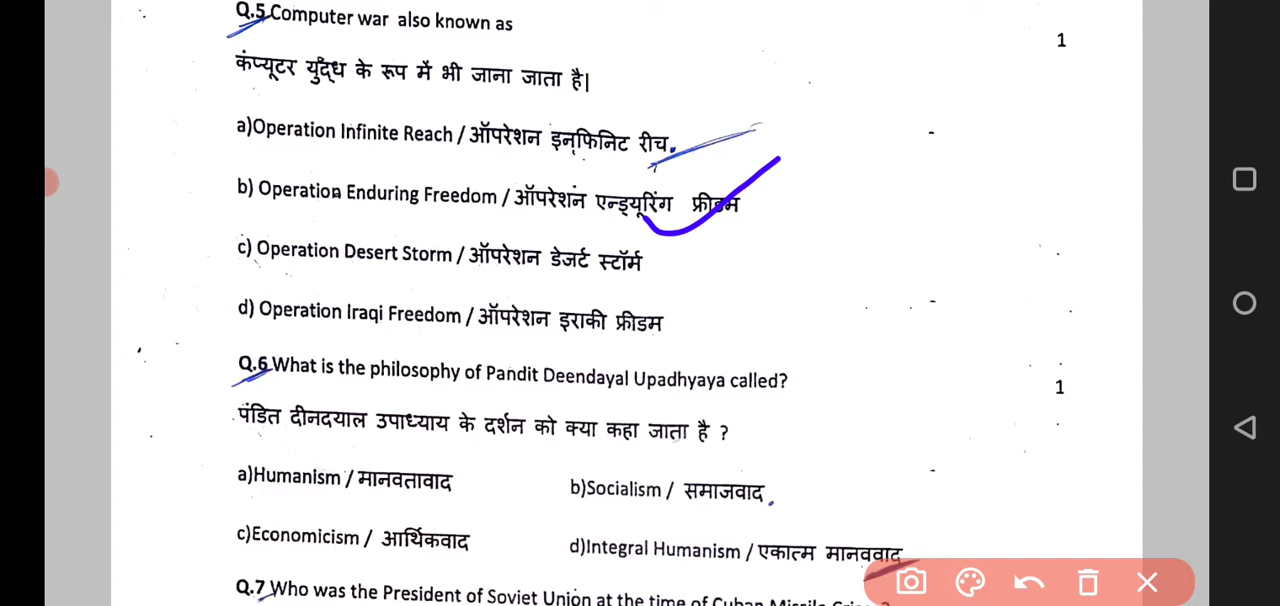 Q.5 Computer war also known as
1
कंप्यूटर युद्ध के रूप में भी जाना जाता है|
a)Operation Infinite Reach / ऑपरेशन इनफिनिट रीच.
b) Operation Enduring Freedom / ऑपरेशन एन्ड्यूरिंग फ्रीडम
c) Operation Desert Storm / ऑपरेशन डेजर्ट स्टॉर्म
d) Operation Iraqi Freedom / ऑपरेशन इराकी फ्रीडम
Q.6 What is the philosophy of Pandit Deendayal Upadhyaya called?
1
पंडित दीनदयाल उपाध्याय के दर्शन को क्या कहा जाता है ?
a)Humanism / मानवतावाद
b)Socialism / समाजवाद
c)Economicism / आर्थिकवाद
d)Integral Humanism / एकात्म मानववाद
Q.7 Who was the President of Soviet Union at the time of Cuban Missile